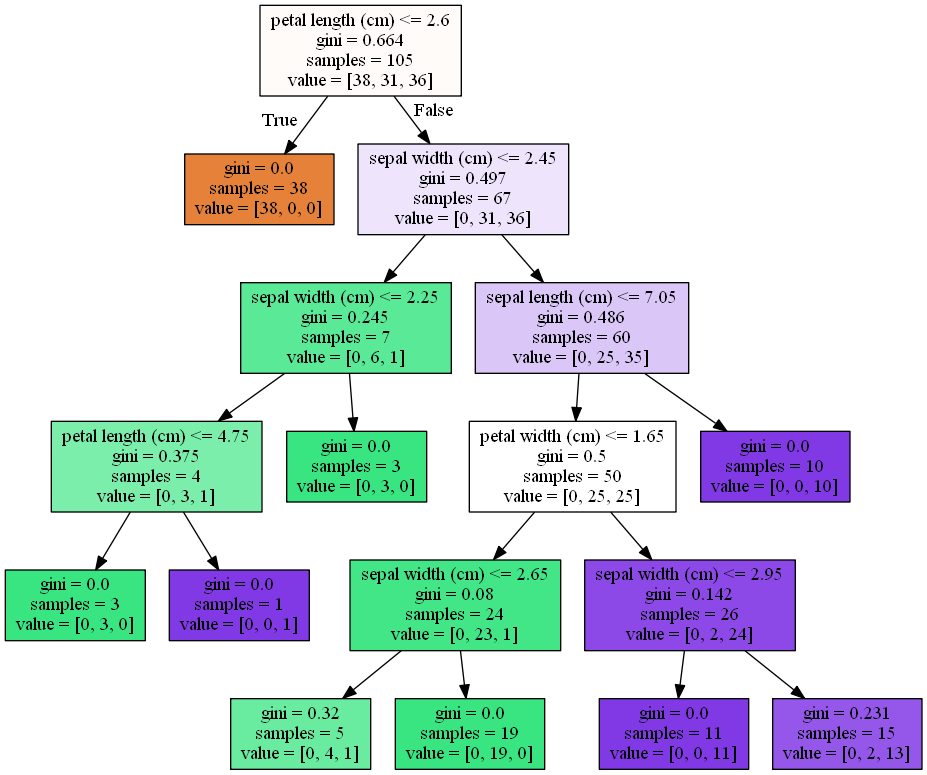 petal length (cm) <= 2.6
gini = 0.664
samples = 105
value = [38, 31, 36]
True
False
gini = 0.0
samples = 38
value = [38, 0, 0]
sepal width (cm) <= 2.45
gini = 0.497
samples = 67
value = [0, 31, 36]
sepal width (cm) <= 2.25
gini = 0.245
samples = 7
value = [0, 6, 1]
sepal length (cm) <= 7.05
gini = 0.486
samples = 60
value = [0, 25, 35]
petal length (cm) <= 4.75
gini = 0.375
samples = 4
value = [0, 3, 1]
gini = 0.0
samples = 3
value = [0, 3, 0]
petal width (cm) <= 1.65
gini = 0.5
samples = 50
value = [0, 25, 25]
gini = 0.0
samples = 10
value = [0, 0, 10]
gini = 0.0
samples = 3
value = [0, 3, 0]
gini = 0.0
samples = 1
value = [0, 0, 1]
sepal width (cm) <= 2.65
gini = 0.08
samples = 24
value = [0, 23, 1]
sepal width (cm) <= 2.95
gini = 0.142
samples = 26
value = [0, 2, 24]
gini = 0.32
samples = 5
value = [0, 4, 1]
gini = 0.0
samples = 19
value = [0, 19, 0]
gini = 0.0
samples = 11
value = [0, 0, 11]
gini = 0.231
samples = 15
value = [0, 2, 13]